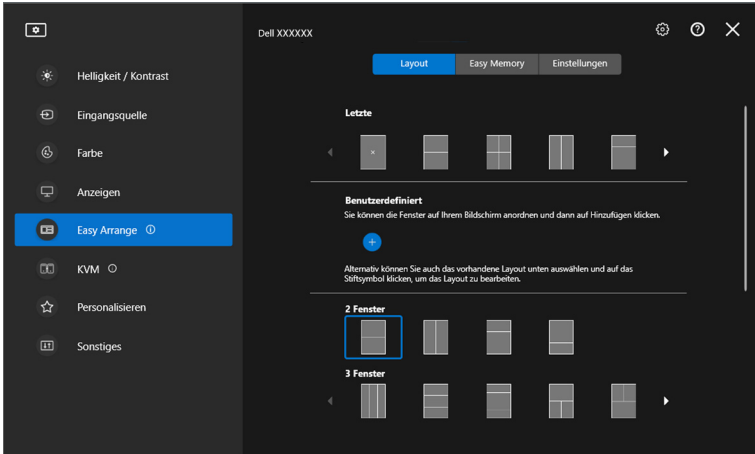 Dell XXXXXX
Helligkeit / Kontrast
Eingangsquelle
Farbe
Anzeigen
Easy Arrange
KVM
Personalisieren
Sonstiges
Layout
Easy Memory
Einstellungen
Letzte
Benutzerdefiniert
Sie können die Fenster auf Ihrem Bildschirm anordnen und dann auf Hinzufügen klicken.
Alternativ können Sie auch das vorhandene Layout unten auswählen und auf das
Stiftsymbol klicken, um das Layout zu bearbeiten.
2 Fenster
3 Fenster